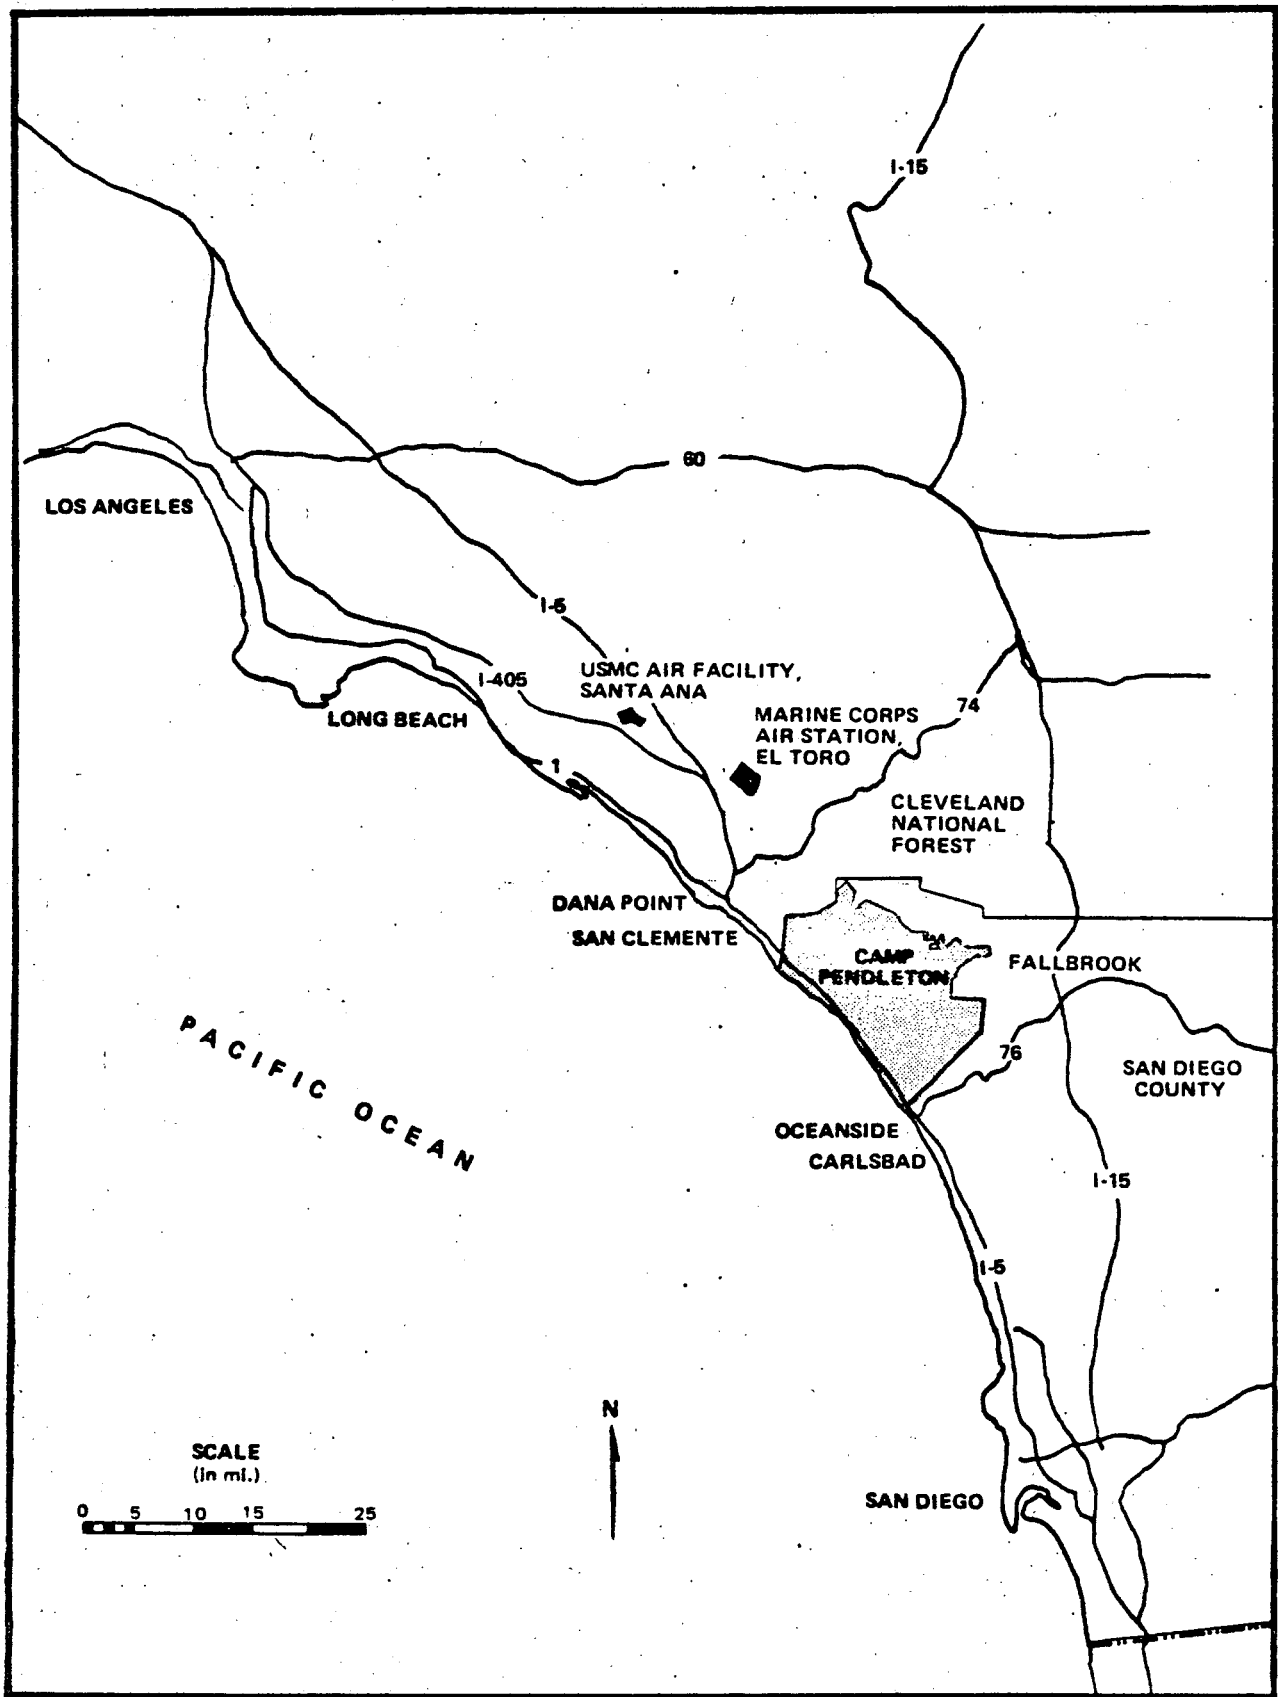 I-15
60
LOS ANGELES
I-5
USMC AIR FACILITY,
SANTA ANA
I-405
LONG BEACH
74
MARINE CORPS
AIR STATION,
EL TORO
1
CLEVELAND
NATIONAL
FOREST
DANA POINT
SAN CLEMENTE
CAMP
PENDLETON
FALLBROOK
PACIFIC OCEAN
76
SAN DIEGO
COUNTY
OCEANSIDE
CARLSBAD
I-15
I-5
N
SCALE
(in mi.)
0 5 10 15 25
SAN DIEGO